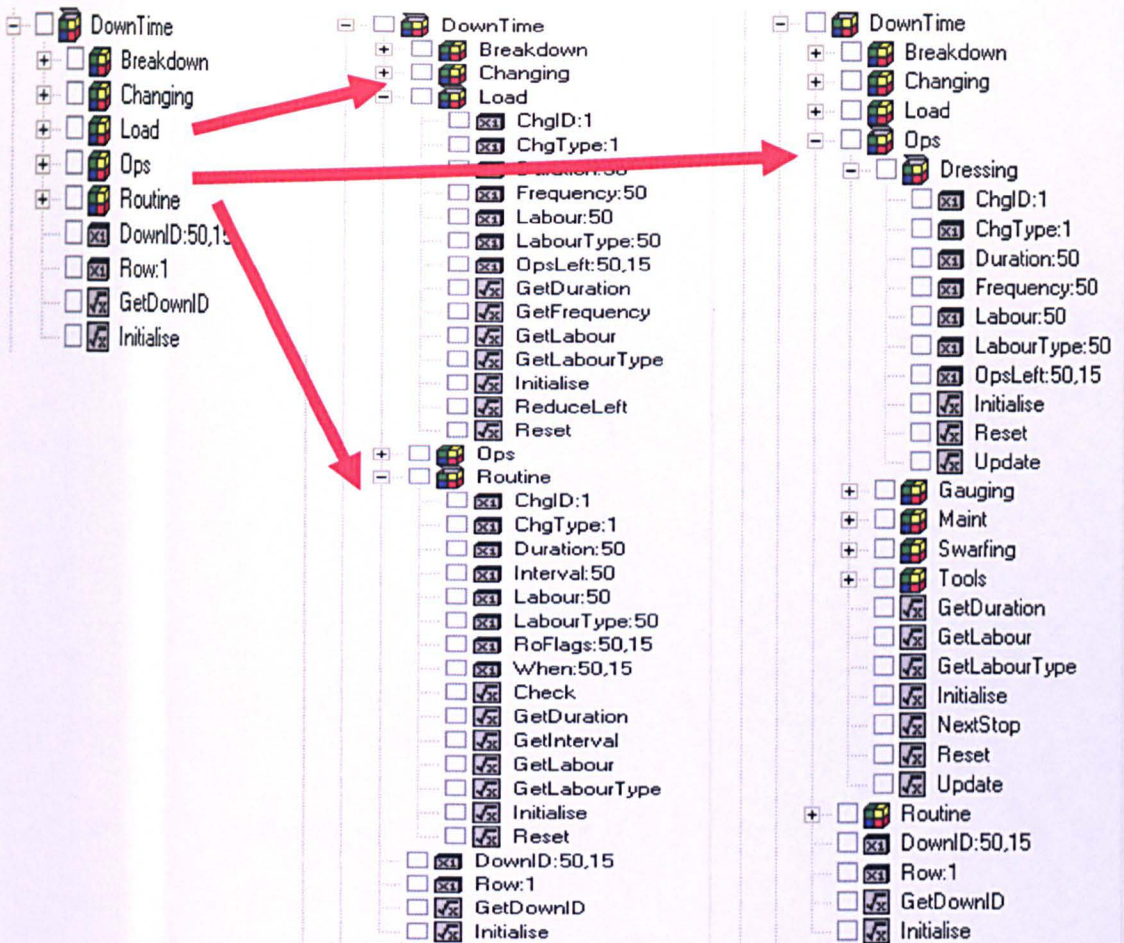 DownTime
Breakdown
Changing
Load
Ops
Routine
DownID:50,15
Row:1
GetDownID
Initialise
DownTime
Breakdown
Changing
Load
ChgID:1
ChgType:1
Duration:50
Frequency:50
Labour:50
LabourType:50
OpsLeft:50,15
GetDuration
GetFrequency
GetLabour
GetLabourType
Initialise
ReduceLeft
Reset
Ops
Routine
ChgID:1
ChgType:1
Duration:50
Interval:50
Labour:50
LabourType:50
RoFlags:50,15
When:50,15
Check
GetDuration
GetInterval
GetLabour
GetLabourType
Initialise
Reset
DownID:50,15
Row:1
GetDownID
Initialise
DownTime
Breakdown
Changing
Load
Ops
Dressing
ChgID:1
ChgType:1
Duration:50
Frequency:50
Labour:50
LabourType:50
OpsLeft:50,15
Initialise
Reset
Update
Gauging
Maint
Swarfing
Tools
GetDuration
GetLabour
GetLabourType
Initialise
NextStop
Reset
Update
Routine
DownID:50,15
Row:1
GetDownID
Initialise